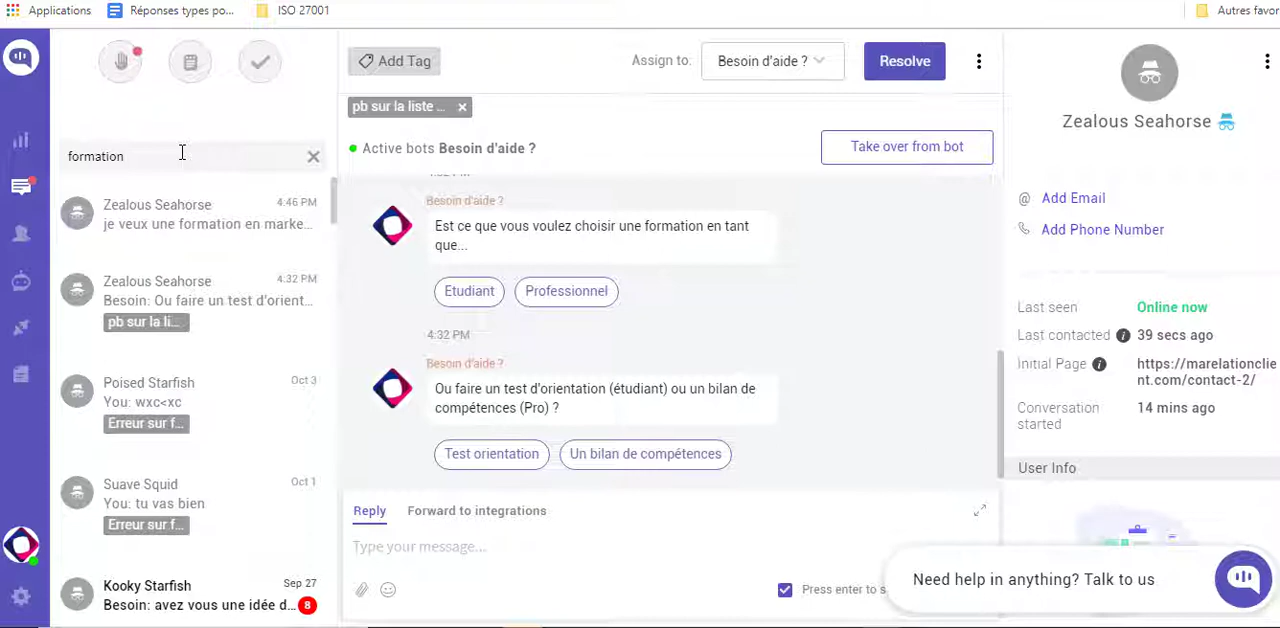 Applications
Réponses types po...
ISO 27001
Autres favor
formation
Zealous Seahorse 4:46 PM
je veux une formation en marke...
Zealous Seahorse 4:32 PM
Besoin: Ou faire un test d'orient...
pb sur la li...
Poised Starfish Oct 3
You: wxc<xc
Erreur sur f...
Suave Squid Oct 1
You: tu vas bien
Erreur sur f...
Kooky Starfish Sep 27
Besoin: avez vous une idée d... 8
Add Tag
Assign to: Besoin d'aide ? Resolve
pb sur la liste ...
Active bots Besoin d'aide ?
Take over from bot
4:32 PM
Besoin d'aide ?
Est ce que vous voulez choisir une formation en tant
que...
Etudiant Professionnel
4:32 PM
Besoin d'aide ?
Ou faire un test d'orientation (étudiant) ou un bilan de
compétences (Pro) ?
Test orientation Un bilan de compétences
Reply Forward to integrations
Type your message...
Press enter to s
Zealous Seahorse
@ Add Email
Add Phone Number
Last seen Online now
Last contacted 39 secs ago
Initial Page https://marelationclie
nt.com/contact-2/
Conversation 14 mins ago
started
User Info
Need help in anything? Talk to us